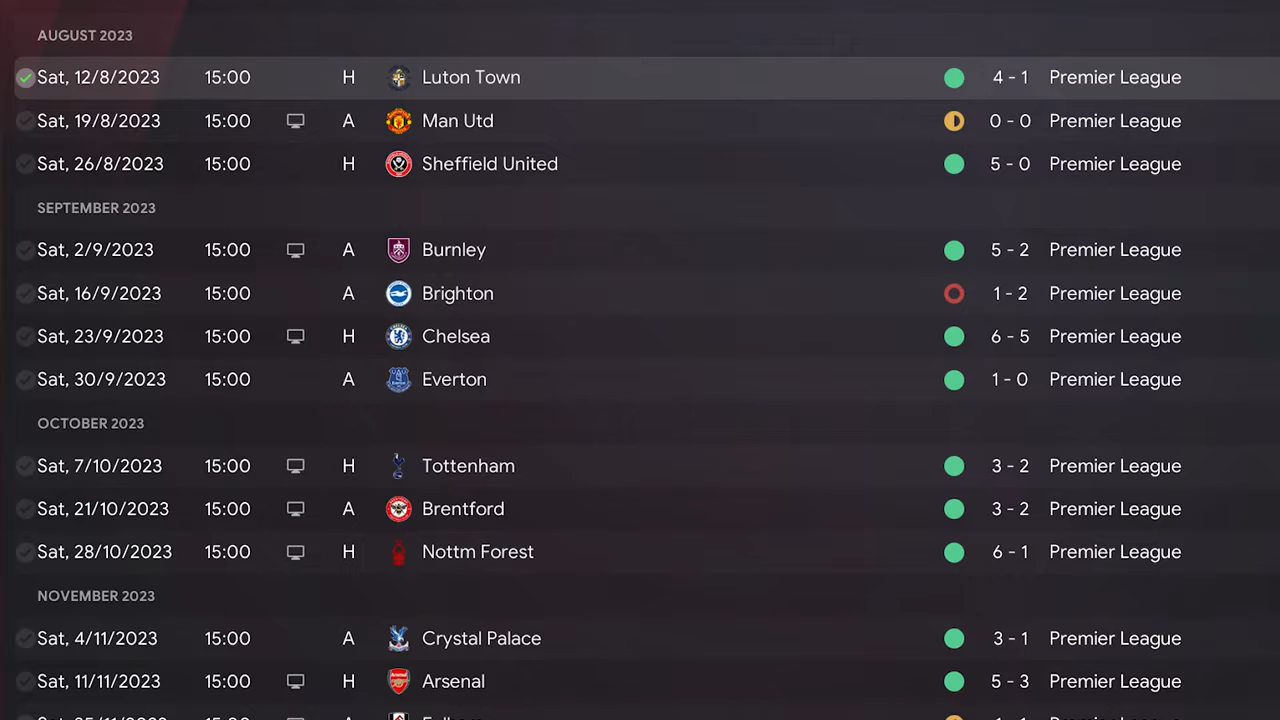 AUGUST 2023
Sat, 12/8/2023 15:00 H Luton Town 4 - 1 Premier League
Sat, 19/8/2023 15:00 A Man Utd 0 - 0 Premier League
Sat, 26/8/2023 15:00 H Sheffield United 5 - 0 Premier League
SEPTEMBER 2023
Sat, 2/9/2023 15:00 A Burnley 5 - 2 Premier League
Sat, 16/9/2023 15:00 A Brighton 1 - 2 Premier League
Sat, 23/9/2023 15:00 H Chelsea 6 - 5 Premier League
Sat, 30/9/2023 15:00 A Everton 1 - 0 Premier League
OCTOBER 2023
Sat, 7/10/2023 15:00 H Tottenham 3 - 2 Premier League
Sat, 21/10/2023 15:00 A Brentford 3 - 2 Premier League
Sat, 28/10/2023 15:00 H Nottm Forest 6 - 1 Premier League
NOVEMBER 2023
Sat, 4/11/2023 15:00 A Crystal Palace 3 - 1 Premier League
Sat, 11/11/2023 15:00 H Arsenal 5 - 3 Premier League